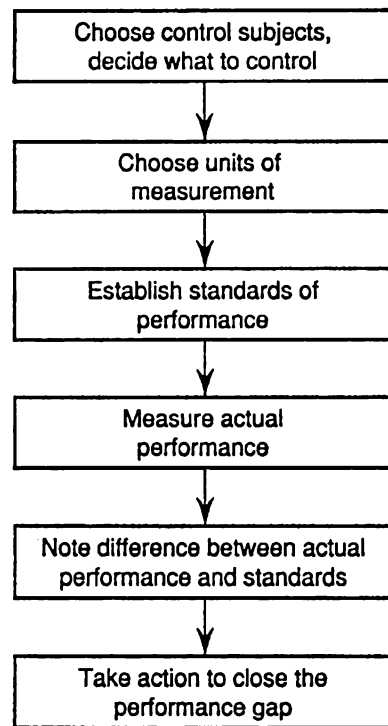 Choose control subjects,
decide what to control
Choose units of
measurement
Establish standards of
performance
Measure actual
performance
Note difference between actual
performance and standards
Take action to close the
performance gap